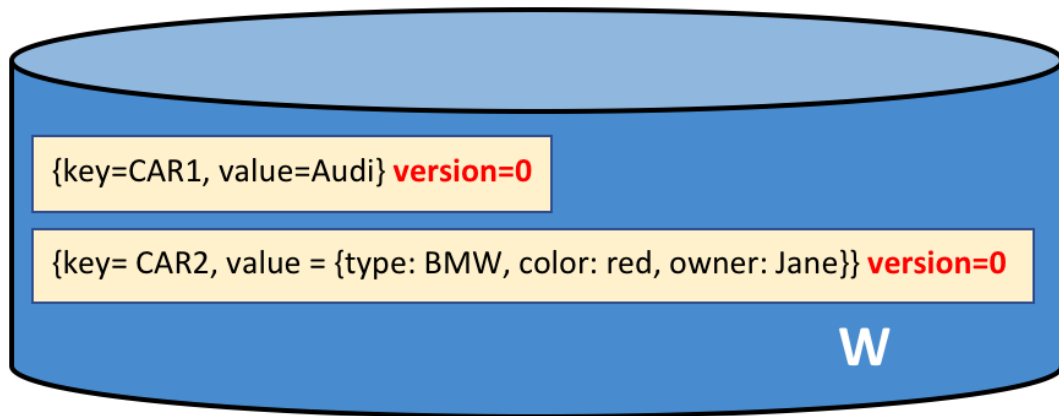 {key=CAR1, value=Audi} version=0
{key= CAR2, value = {type: BMW, color: red, owner: Jane}} version=0
W